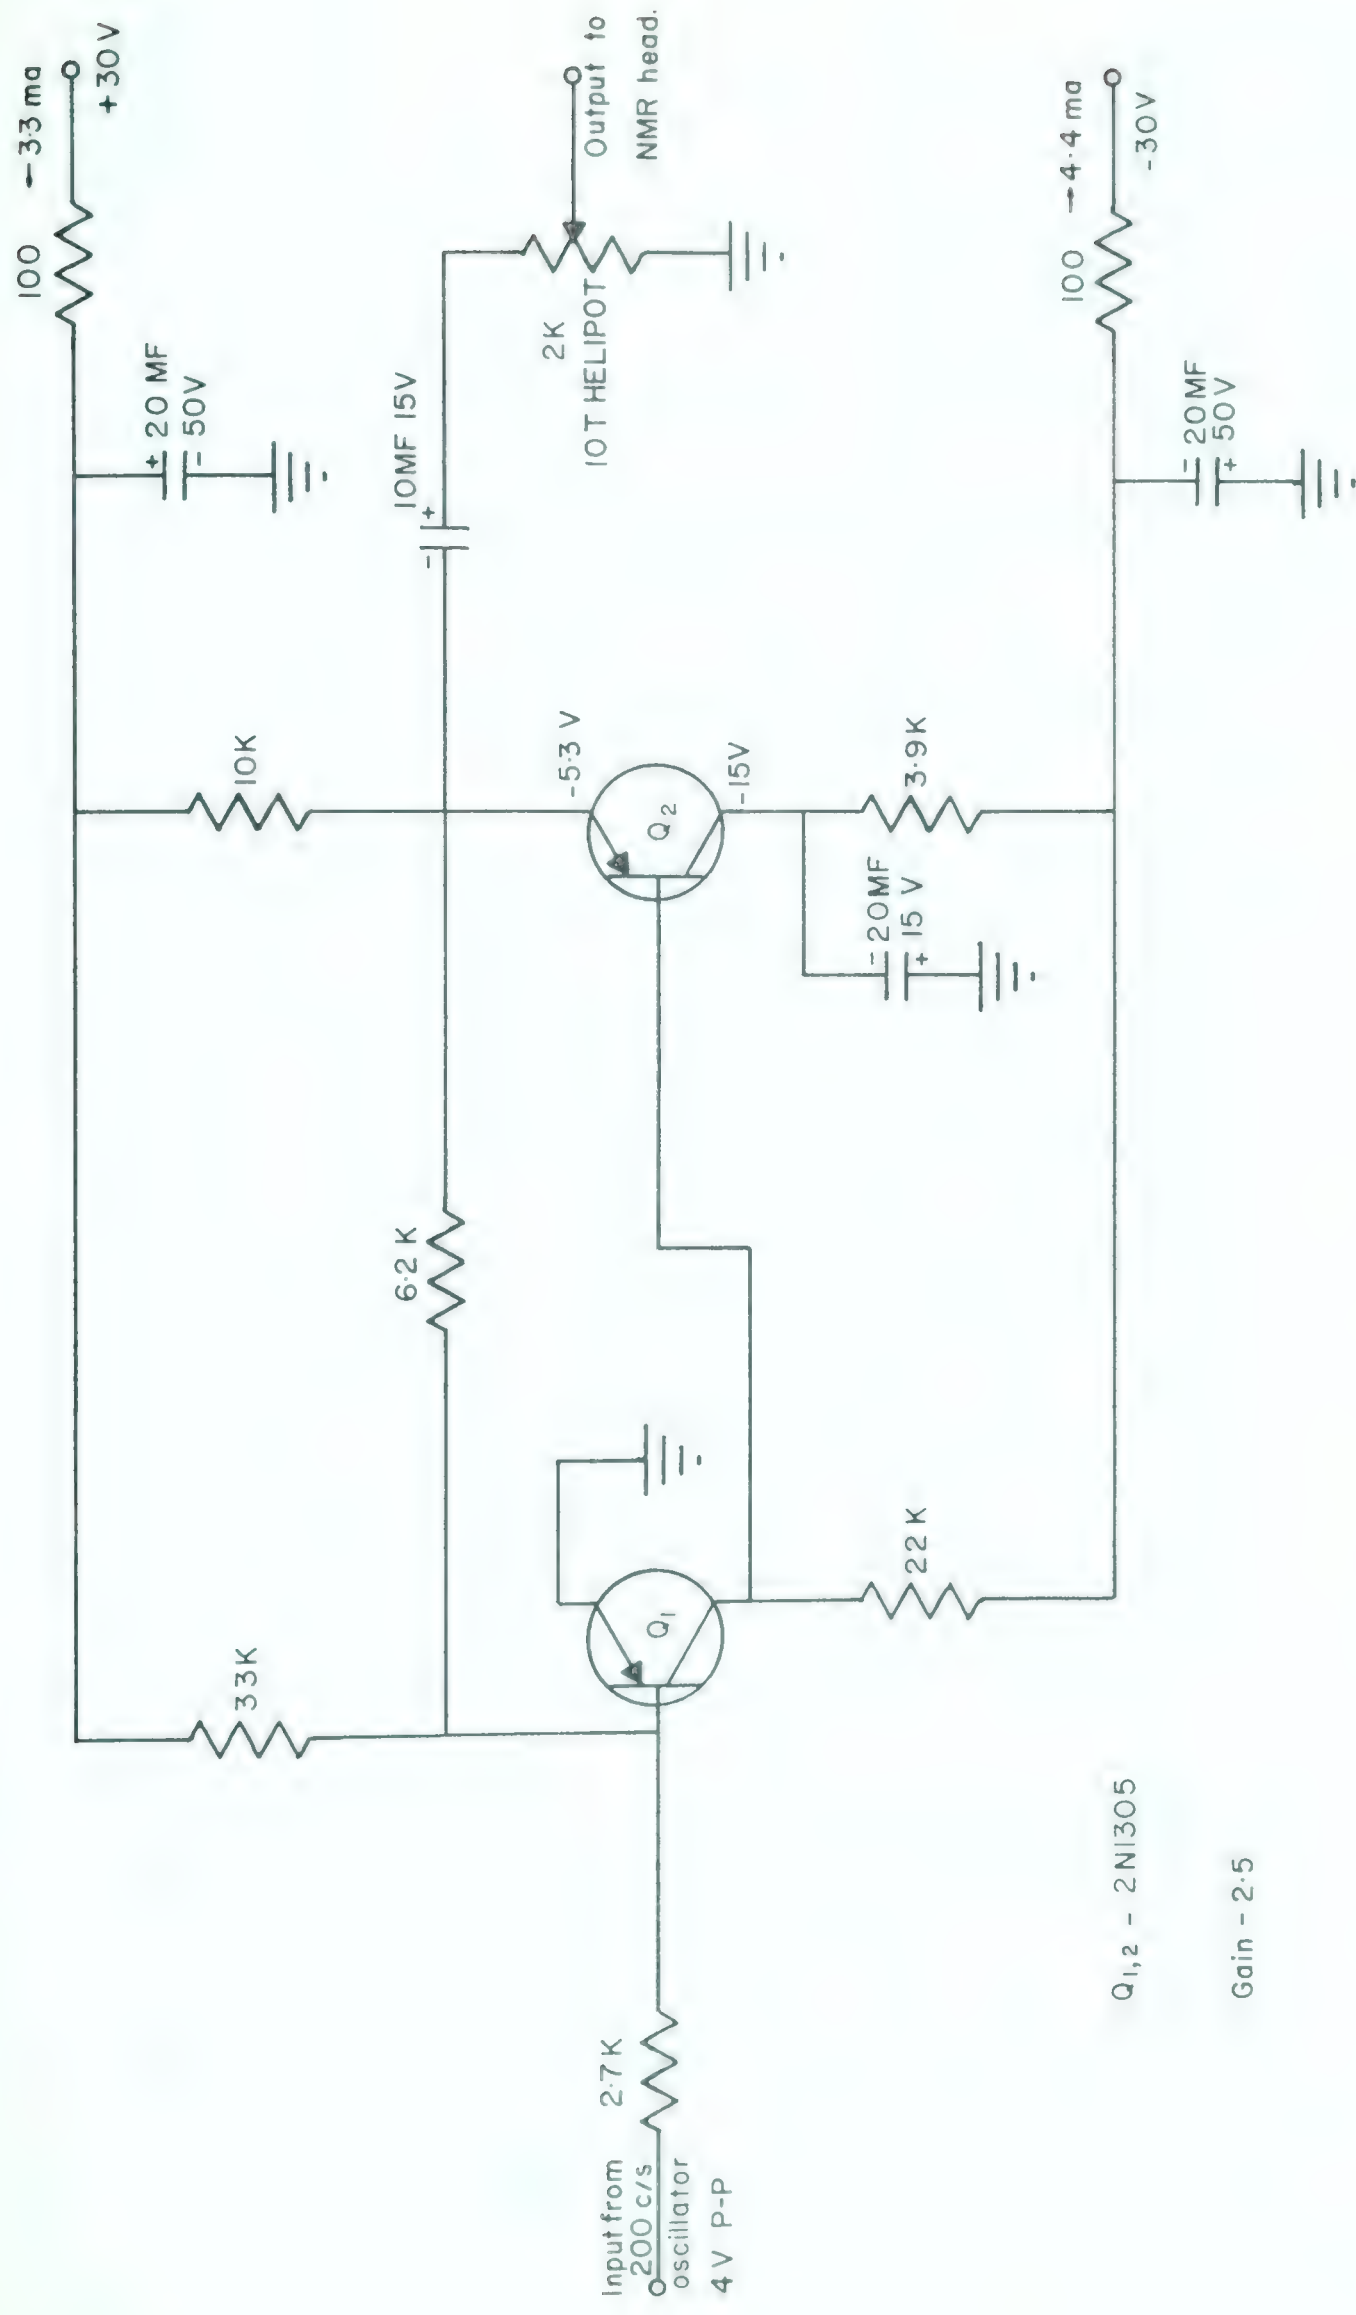 100
←3·3 ma
+30V
+ 20 MF
- 50V
33K
10K
10MF 15V
- +
6·2 K
2K
10T HELIPOT
Output to
NMR head.
-5·3 V
Input from
200 c/s
oscillator
4V P-P
2·7K
Q1
Q2
-15V
22K
- 20MF
+ 15 V
3·9K
100
→4·4 ma
-30V
- 20MF
+ 50V
Q1,2 - 2N1305
Gain - 2·5